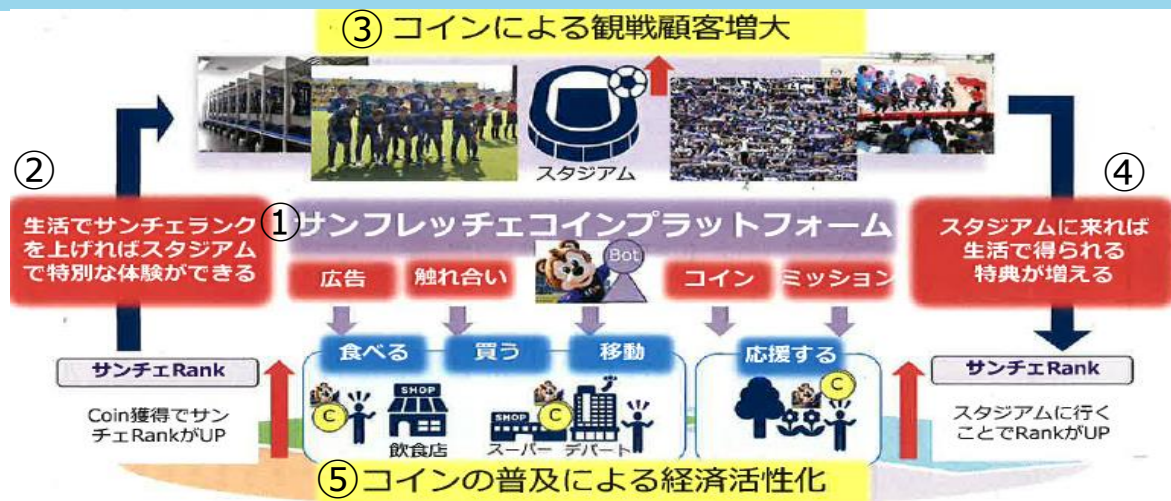 ③ コインによる観戦顧客増大
スタジアム
②
生活でサンチェランク
を上げればスタジアム
で特別な体験ができる
① サンフレッチェコインプラットフォーム
④
スタジアムに来れば
生活で得られる
特典が増える
広告
触れ合い
Bot
コイン
ミッション
食べる
買う
移動
応援する
サンチェRank
Coin獲得でサン
チェRankがUP
C
SHOP
飲食店
SHOP
スーパー
C
デパート
C
サンチェRank
スタジアムに行く
ことでRankがUP
⑤ コインの普及による経済活性化